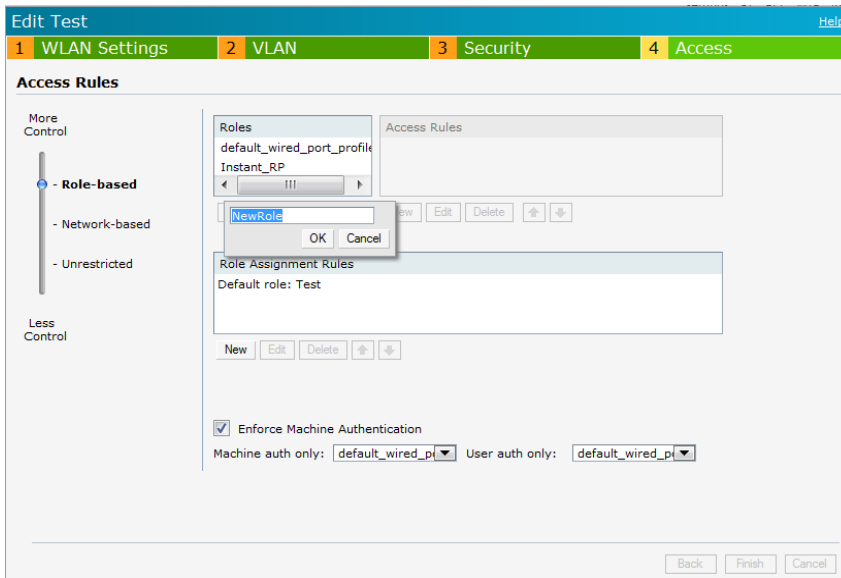 Edit Test
Help
1 WLAN Settings
2 VLAN
3 Security
4 Access
Access Rules
More
Control
- Role-based
- Network-based
- Unrestricted
Less
Control
Roles
default_wired_port_profile
Instant_RP
Access Rules
NewRole
OK Cancel
Edit Delete
Role Assignment Rules
Default role: Test
New Edit Delete
Enforce Machine Authentication
Machine auth only: default_wired_p User auth only: default_wired_p
Back Finish Cancel